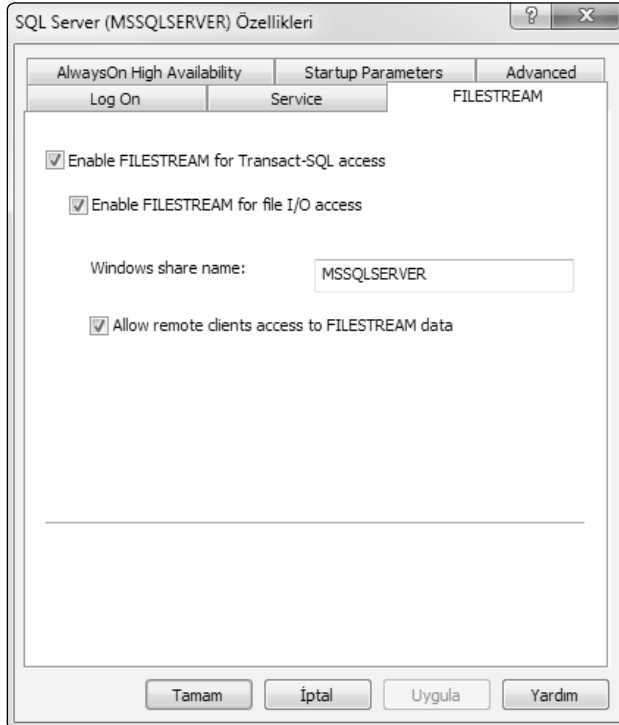 SQL Server (MSSQLSERVER) Özellikleri
? X
AlwaysOn High Availability Startup Parameters Advanced
Log On Service FILESTREAM
Enable FILESTREAM for Transact-SQL access
Enable FILESTREAM for file I/O access
Windows share name: MSSQLSERVER
Allow remote clients access to FILESTREAM data
Tamam İptal Uygula Yardım